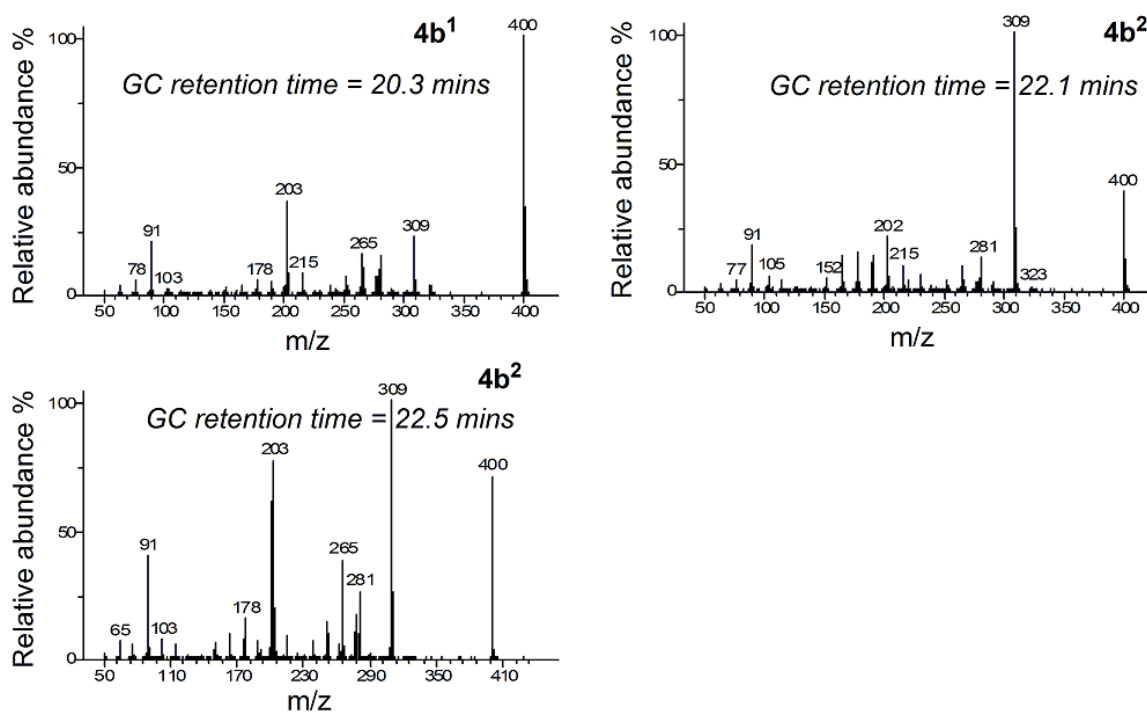 4b1
GC retention time = 20.3 mins
Relative abundance %
100
50
0
400
203
91
309
265
215
178
78
103
50 100 150 200 250 300 350 400
m/z
4b2
GC retention time = 22.1 mins
Relative abundance %
100
50
0
309
400
202
91
281
215
105
77
152
323
50 100 150 200 250 300 350 400
m/z
4b2
GC retention time = 22.5 mins
Relative abundance %
100
50
0
309
203
400
91
265
281
178
65
103
50 110 170 230 290 350 410
m/z